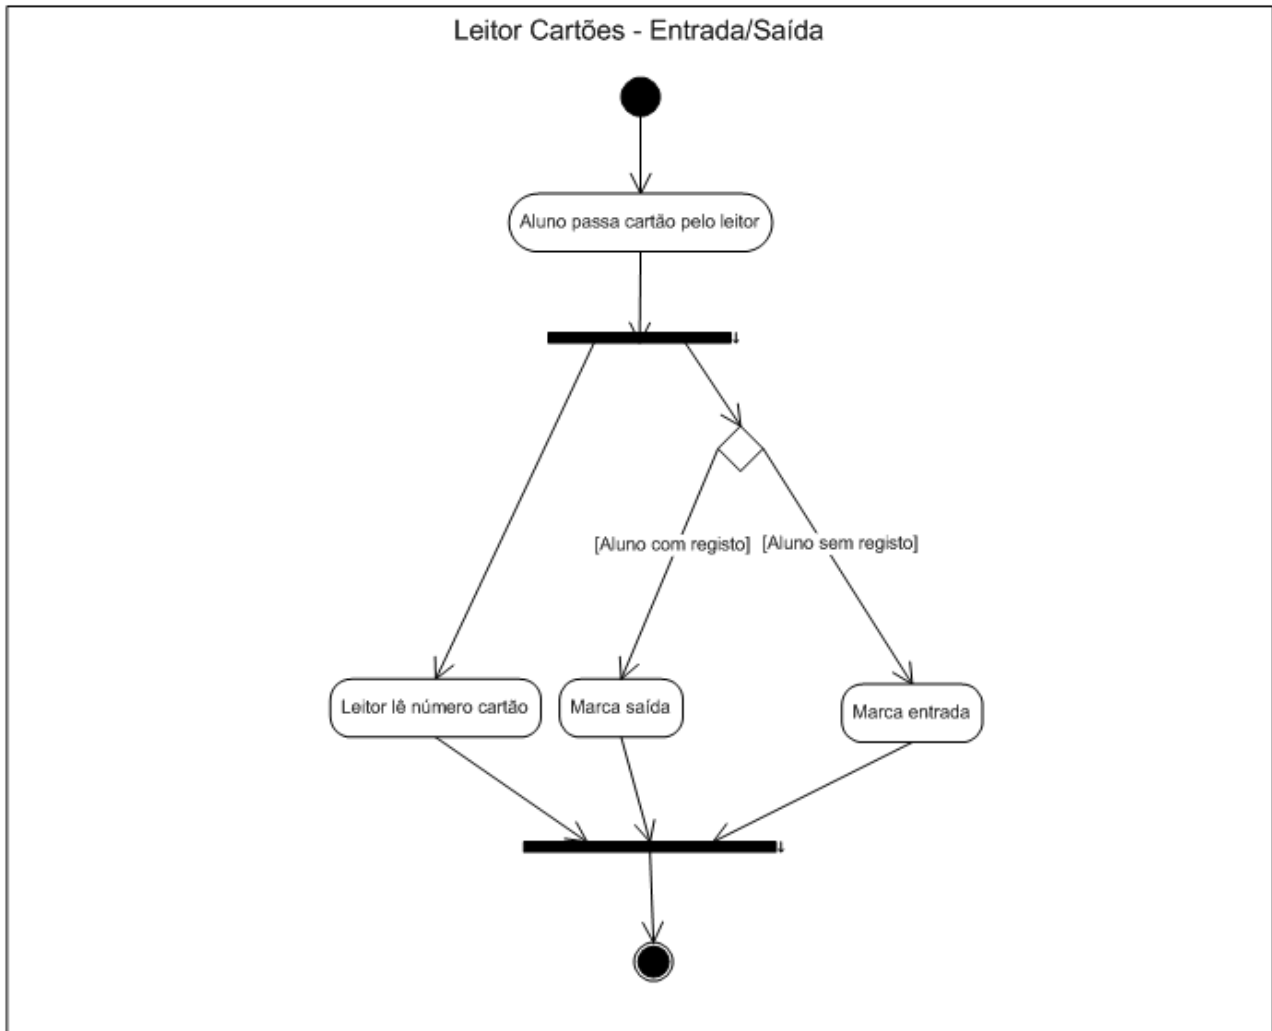 Leitor Cartões - Entrada/Saída
Aluno passa cartão pelo leitor
[Aluno com registo]
[Aluno sem registo]
Leitor lê número cartão
Marca saída
Marca entrada